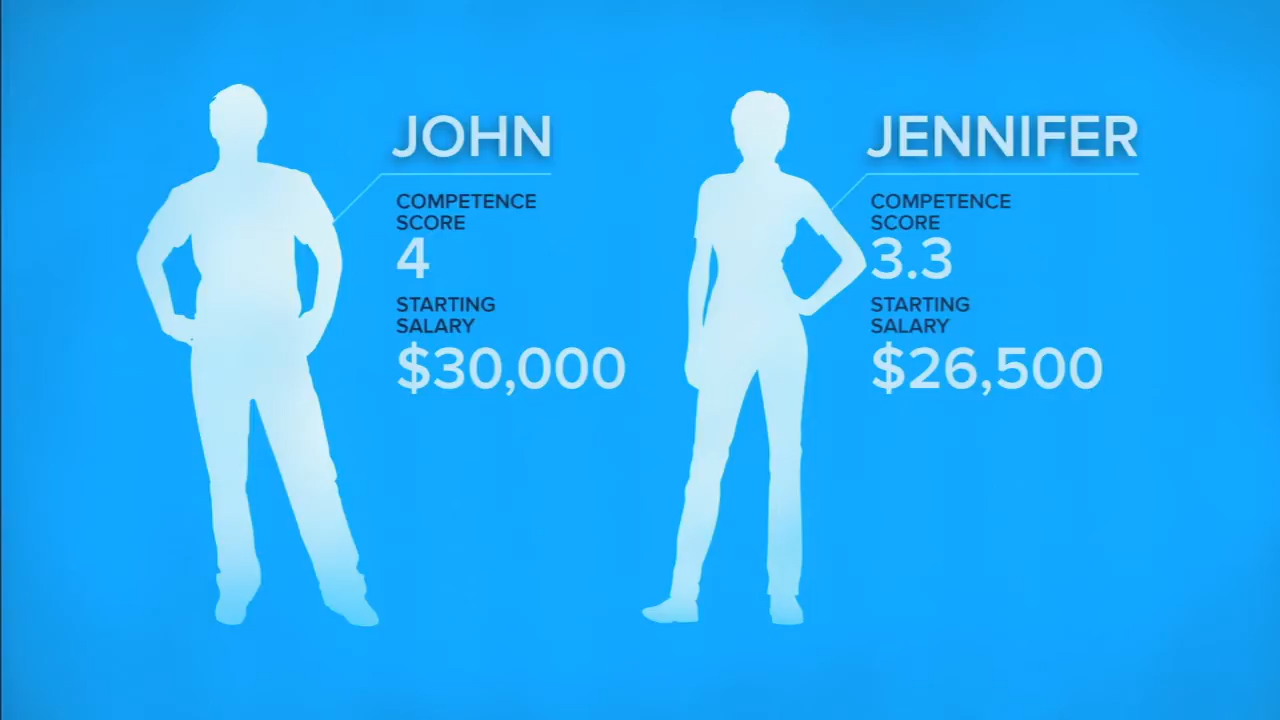 JOHN
COMPETENCE
SCORE
4
STARTING
SALARY
$30,000
JENNIFER
COMPETENCE
SCORE
3.3
STARTING
SALARY
$26,500